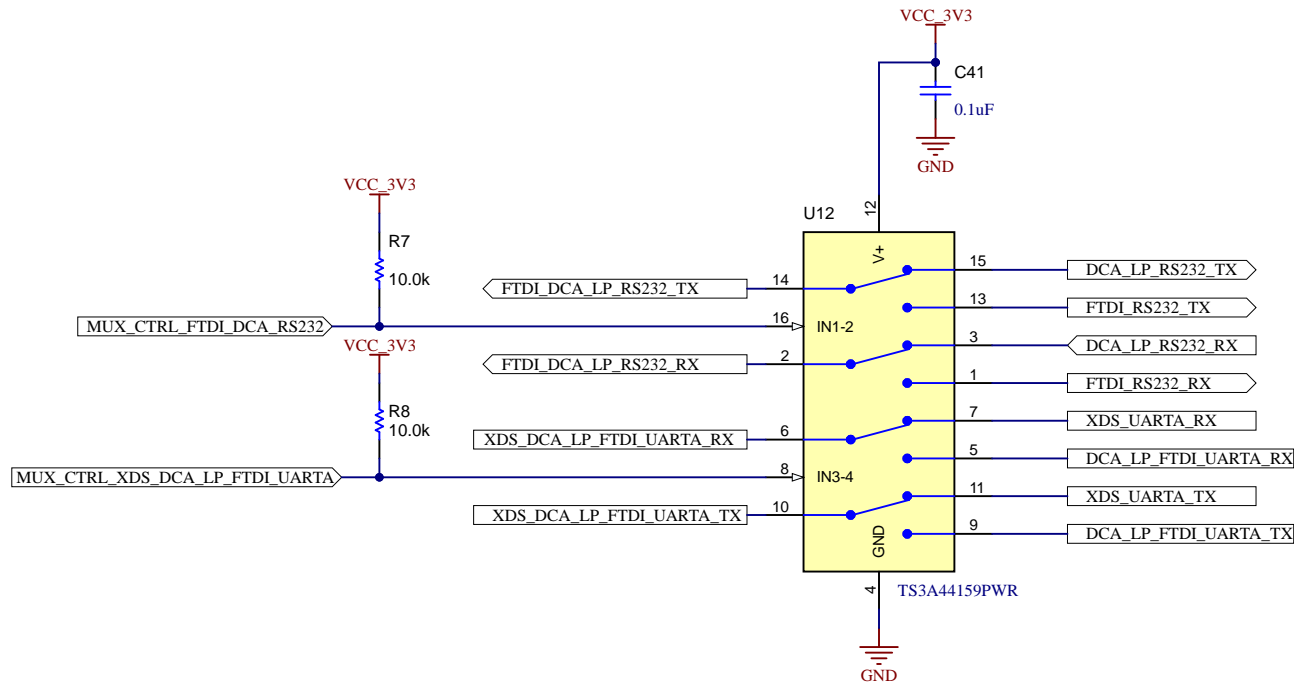 VCC_3V3
C41
0.1uF
GND
VCC_3V3
R7
10.0k
MUX_CTRL_FTDI_DCA_RS232
VCC_3V3
R8
10.0k
MUX_CTRL_XDS_DCA_LP_FTDI_UARTA
FTDI_DCA_LP_RS232_TX
14
16
FTDI_DCA_LP_RS232_RX
2
XDS_DCA_LP_FTDI_UARTA_RX
6
8
XDS_DCA_LP_FTDI_UARTA_TX
10
U12
12
V+
IN1-2
IN3-4
GND
4
TS3A44159PWR
GND
15
DCA_LP_RS232_TX
13
FTDI_RS232_TX
3
DCA_LP_RS232_RX
1
FTDI_RS232_RX
7
XDS_UARTA_RX
5
DCA_LP_FTDI_UARTA_RX
11
XDS_UARTA_TX
9
DCA_LP_FTDI_UARTA_TX